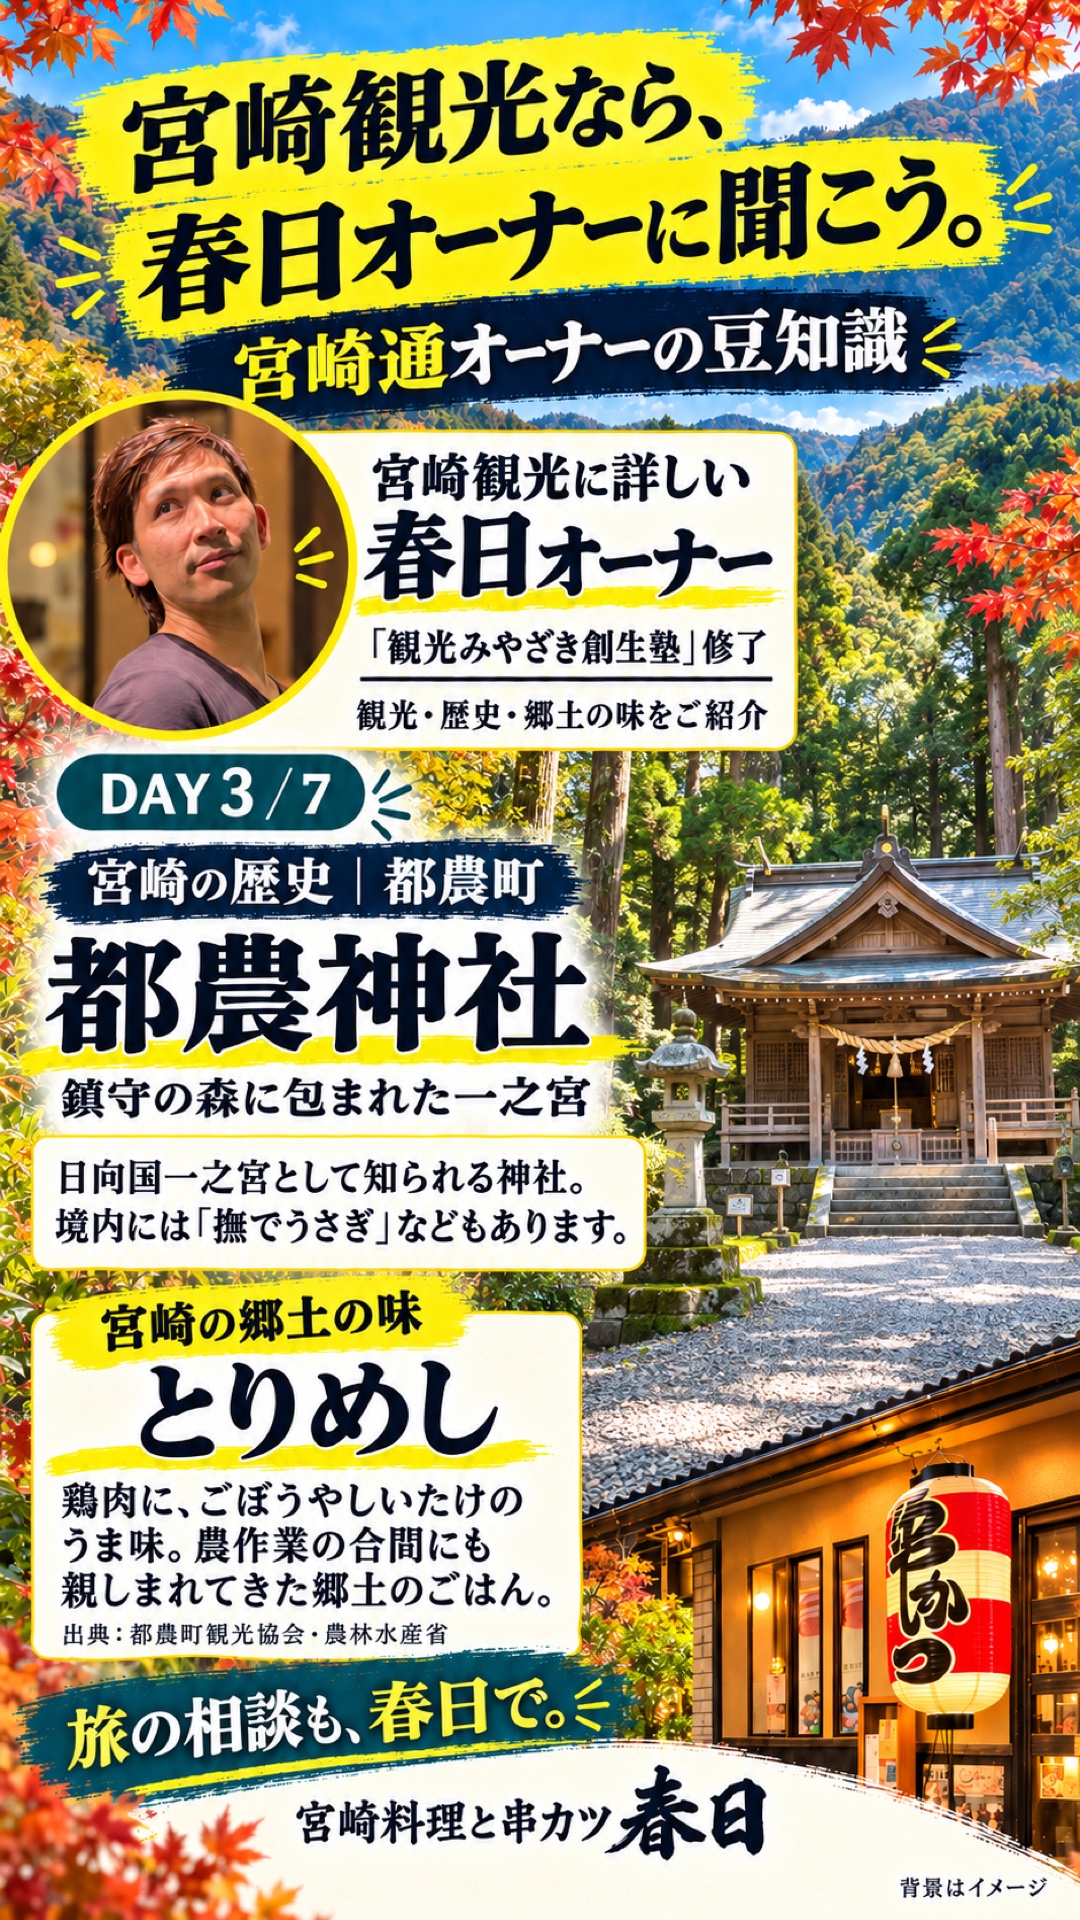 宮崎観光なら、
春日オーナーに聞こう。
宮崎通オーナーの豆知識
宮崎観光に詳しい
春日オーナー
「観光みやざき創生塾」修了
観光・歴史・郷土の味をご紹介
DAY 3/7
宮崎の歴史|都農町
都農神社
鎮守の森に包まれた一之宮
日向国一之宮として知られる神社。
境内には「撫でうさぎ」などもあります。
宮崎の郷土の味
とりめし
鶏肉に、ごぼうやしいたけの
うま味。農作業の合間にも
親しまれてきた郷土のごはん。
出典:都農町観光協会・農林水産省
串かつ
旅の相談も、春日で。
宮崎料理と串カツ 春日
背景はイメージ